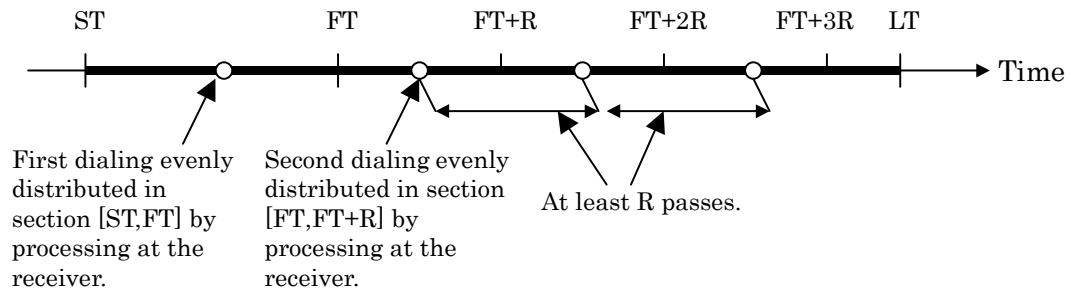 ST FT FT+R FT+2R FT+3R LT
Time
First dialing evenly
distributed in
section [ST,FT] by
processing at the
receiver.
Second dialing evenly
distributed in section
[FT,FT+R] by
processing at the
receiver.
At least R passes.